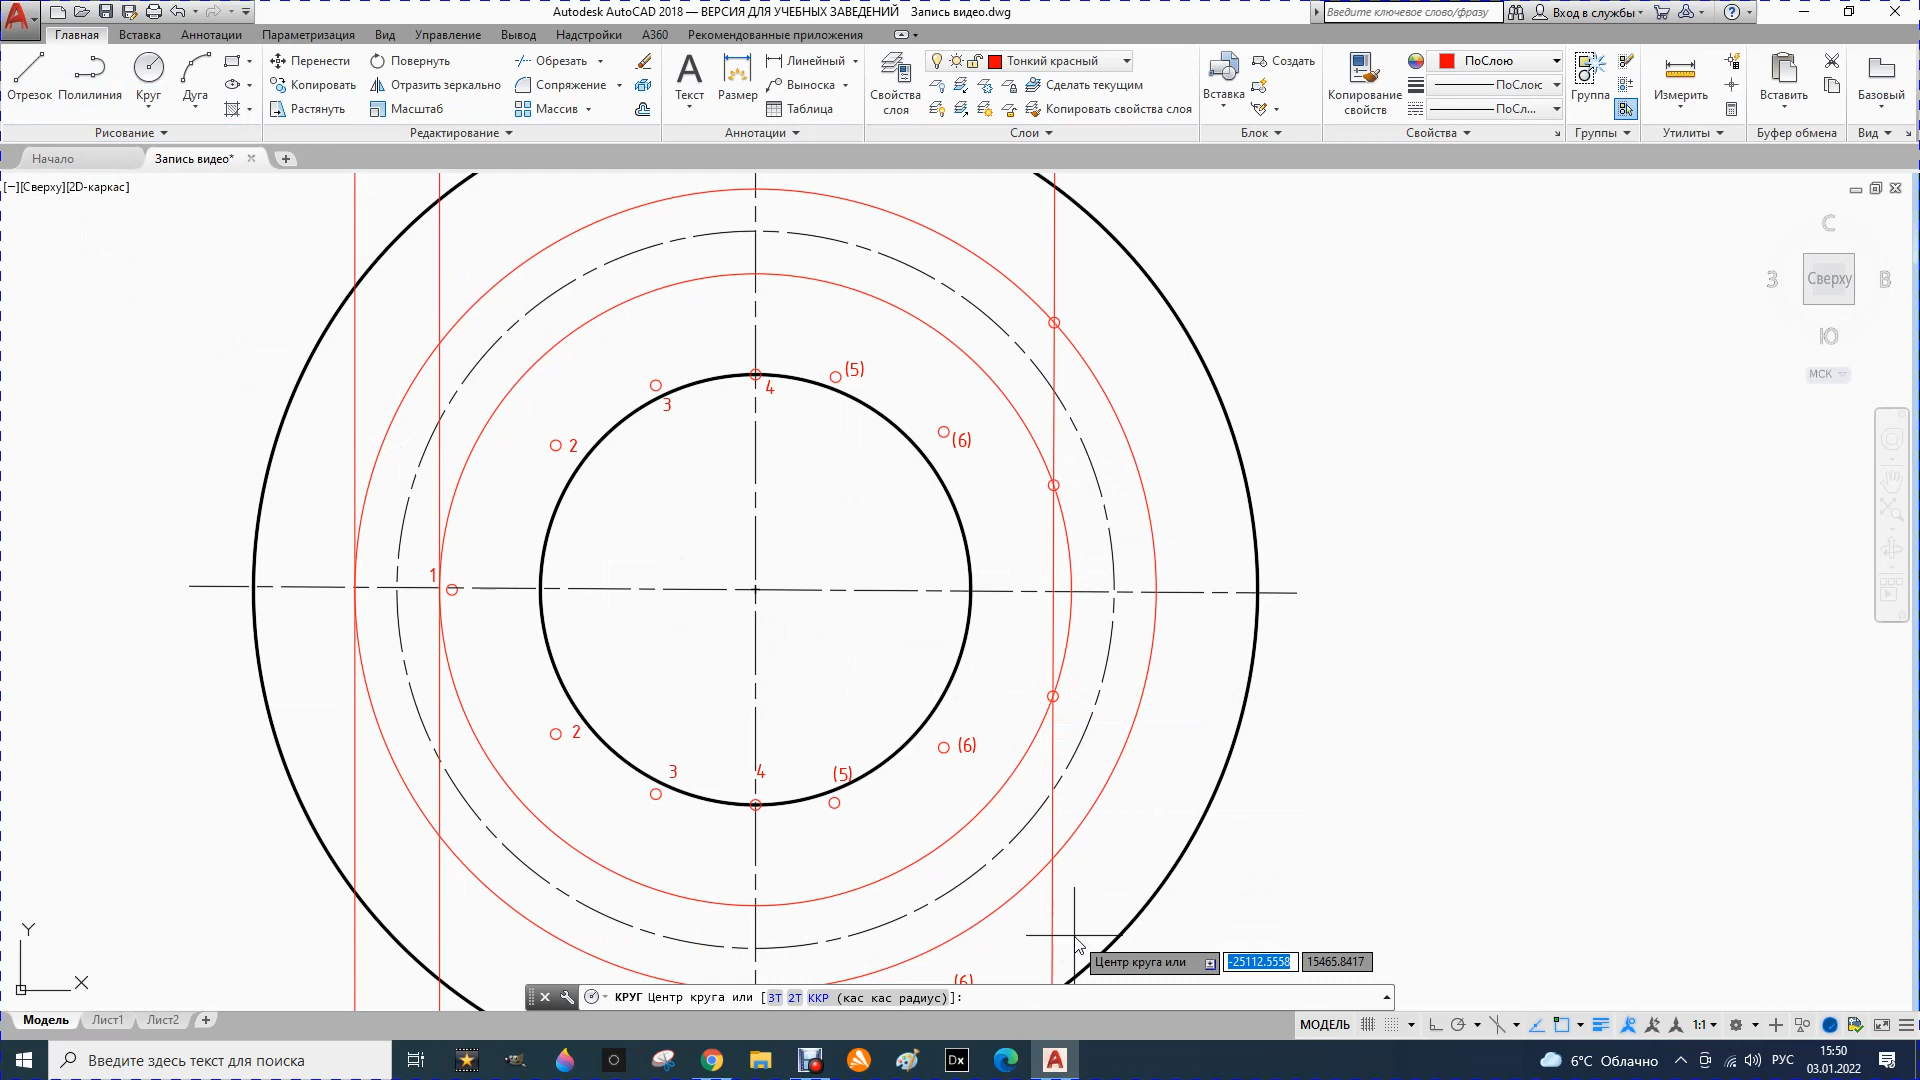 Autodesk AutoCAD 2018 — ВЕРСИЯ ДЛЯ УЧЕБНЫХ ЗАВЕДЕНИЙ Запись видео.dwg
Введите ключевое слово/фразу
Вход в службы
Главная Вставка Аннотации Параметризация Вид Управление Вывод Надстройки A360 Рекомендованные приложения
Отрезок Полилиния Круг Дуга
Рисование
Перенести Повернуть Обрезать
Копировать Отразить зеркально Сопряжение
Растянуть Масштаб Массив
Редактирование
Текст Размер
Линейный
Выноска
Таблица
Аннотации
Свойства слоя
Тонкий красный
Сделать текущим
Копировать свойства слоя
Слои
Вставка
Создать
Блок
Копирование свойств
ПоСлою
ПоСлою
ПоСл...
Свойства
Группа
Группы
Измерить
Утилиты
Вставить
Буфер обмена
Базовый
Вид
Начало Запись видео*
[−][Сверху][2D-каркас]
С
З Сверху В
Ю
МСК
(5)
4
3
(6)
2
1
2
(6)
3 4 (5)
(6)
Y
X
Центр круга или -25112.5558 15465.8417
КРУГ Центр круга или [3Т 2Т ККР (кас кас радиус)]:
Модель Лист1 Лист2
МОДЕЛЬ 1:1
Введите здесь текст для поиска
Dx
6°C Облачно
РУС
15:50
03.01.2022